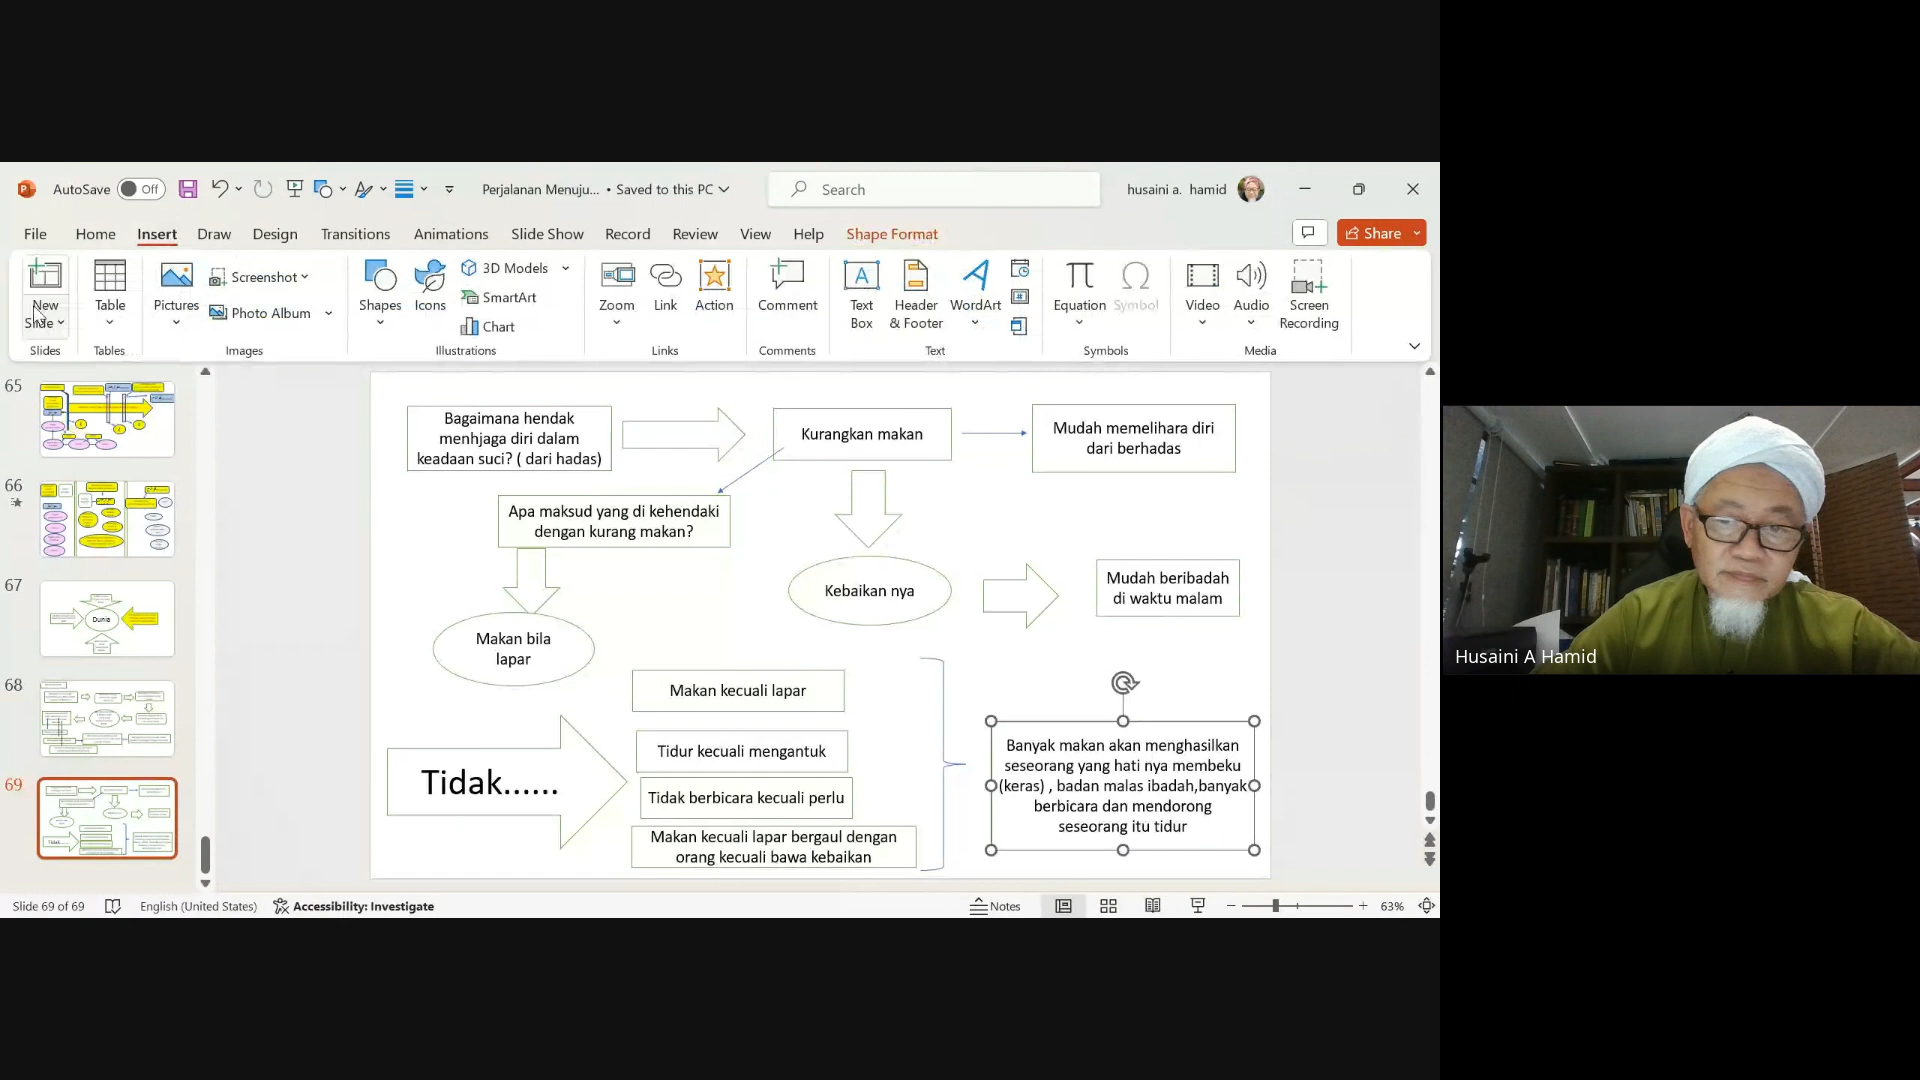 AutoSave Off Perjalanan Menuju... • Saved to this PC Search husaini a. hamid
File Home Insert Draw Design Transitions Animations Slide Show Record Review View Help Shape Format Share
New
Slide
Table
Pictures
Screenshot
Photo Album
Shapes
Icons
3D Models
SmartArt
Chart
Zoom
Link
Action
Comment
Text
Box
Header
& Footer
WordArt
Equation
Symbol
Video
Audio
Screen
Recording
Slides Tables Images Illustrations Links Comments Text Symbols Media
65
66
67
Dunia
68
69
Tidak......
Bagaimana hendak
menhjaga diri dalam
keadaan suci? ( dari hadas)
Kurangkan makan
Mudah memelihara diri
dari berhadas
Apa maksud yang di kehendaki
dengan kurang makan?
Kebaikan nya
Mudah beribadah
di waktu malam
Makan bila
lapar
Makan kecuali lapar
Tidak......
Tidur kecuali mengantuk
Tidak berbicara kecuali perlu
Makan kecuali lapar bergaul dengan
orang kecuali bawa kebaikan
Banyak makan akan menghasilkan
seseorang yang hati nya membeku
(keras) , badan malas ibadah,banyak
berbicara dan mendorong
seseorang itu tidur
Husaini A Hamid
Slide 69 of 69 English (United States) Accessibility: Investigate Notes 63%